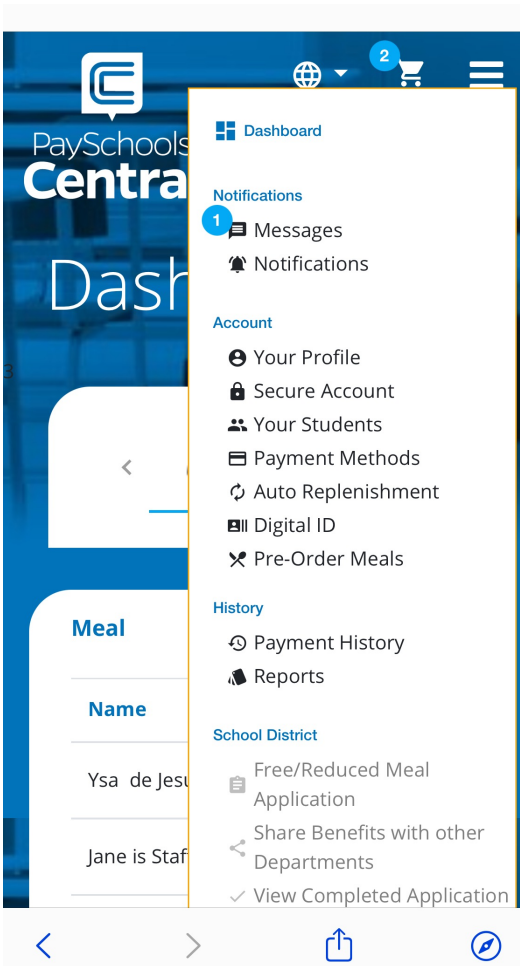 2
PaySchools
Centra
Dash
Dashboard
Notifications
1
Messages
Notifications
Account
Your Profile
Secure Account
Your Students
Payment Methods
Auto Replenishment
Digital ID
Pre-Order Meals
History
Payment History
Reports
School District
Free/Reduced Meal
Application
Share Benefits with other
Departments
View Completed Application
3
Meal
Name
Ysa de Jesu
Jane is Staf